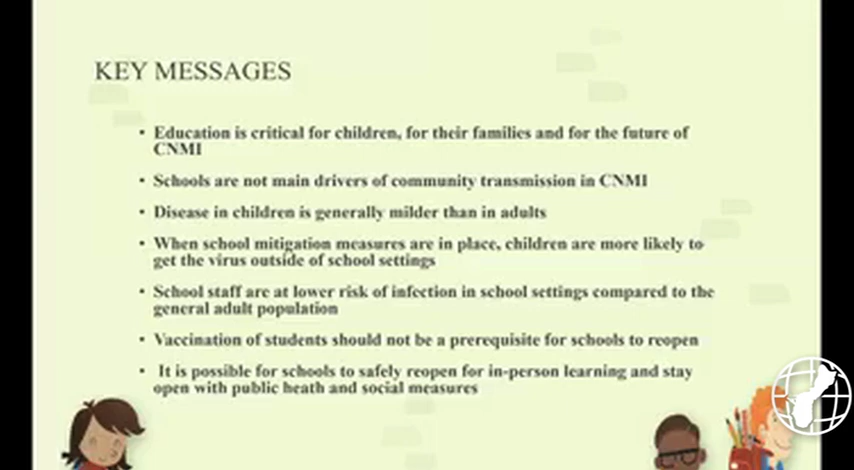 KEY MESSAGES
• Education is critical for children, for their families and for the future of
CNMI
• Schools are not main drivers of community transmission in CNMI
• Disease in children is generally milder than in adults
• When school mitigation measures are in place, children are more likely to
get the virus outside of school settings
• School staff are at lower risk of infection in school settings compared to the
general adult population
• Vaccination of students should not be a prerequisite for schools to reopen
• It is possible for schools to safely reopen for in-person learning and stay
open with public heath and social measures